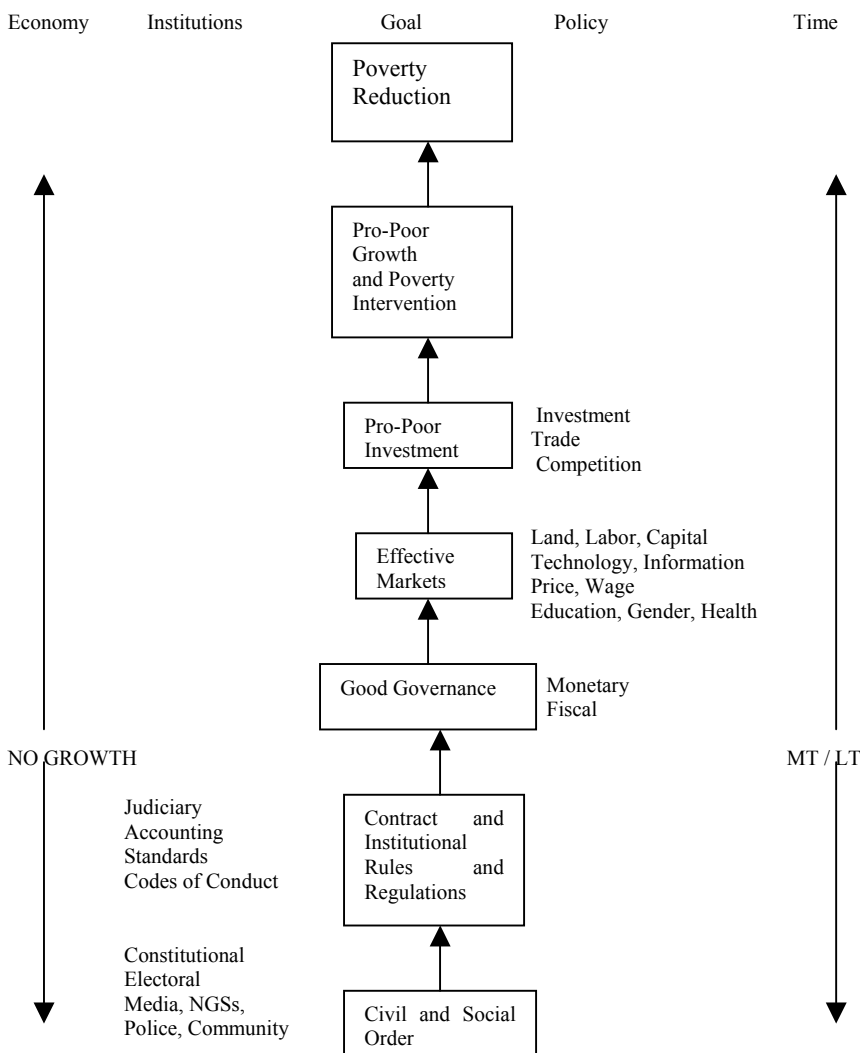 Economy Institutions Goal Policy Time
Poverty
Reduction
Pro-Poor
Growth
and Poverty
Intervention
Pro-Poor
Investment
Investment
Trade
Competition
Effective
Markets
Land, Labor, Capital
Technology, Information
Price, Wage
Education, Gender, Health
Good Governance
Monetary
Fiscal
NO GROWTH
MT / LT
Judiciary
Accounting
Standards
Codes of Conduct
Contract and
Institutional
Rules and
Regulations
Constitutional
Electoral
Media, NGSs,
Police, Community
Civil and Social
Order